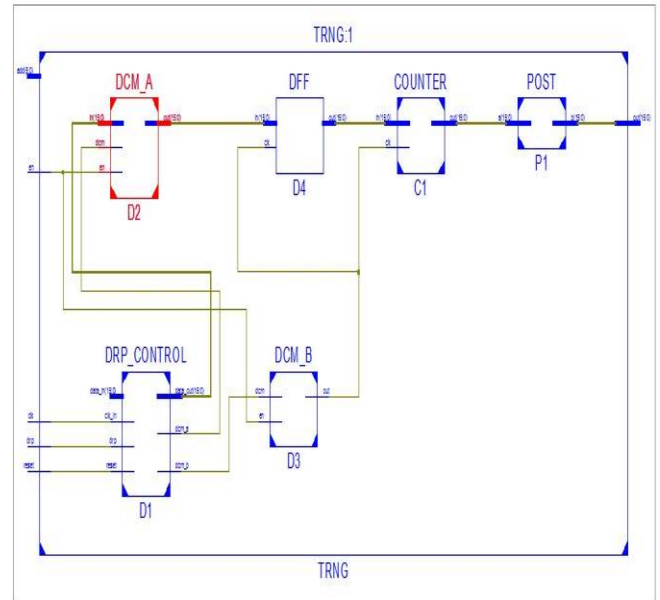 TRNG:1
DCM_A
DFF
COUNTER
POST
in(15:0)
out(15:0)
in(15:0)
out(15:0)
in(15:0)
out(15:0)
out(15:0)
dcm
clk
clk
en
en
D2
D4
C1
P1
DRP_CONTROL
DCM_B
data_in(15:0)
data_out(15:0)
dcm
out
clk
clk_in
dcm_a
en
drp
drp
reset
reset
dcm_b
D1
D3
TRNG